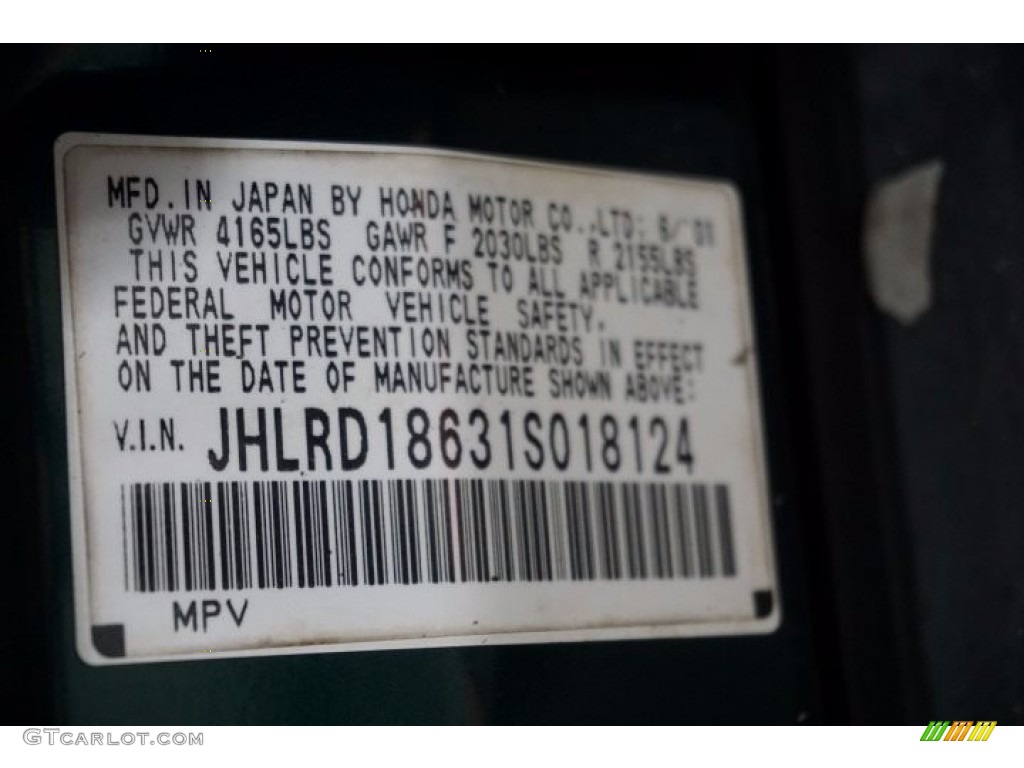 MFD.IN JAPAN BY HONDA MOTOR CO.,LTD: 6/ 01
GVWR 4165LBS GAWR F 2030LBS R 2155LBS
THIS VEHICLE CONFORMS TO ALL APPLICABLE
FEDERAL MOTOR VEHICLE SAFETY,
AND THEFT PREVENTION STANDARDS IN EFFECT
ON THE DATE OF MANUFACTURE SHOWN ABOVE:
V.I.N. JHLRD18631S018124
MPV
GTCARLOT.COM